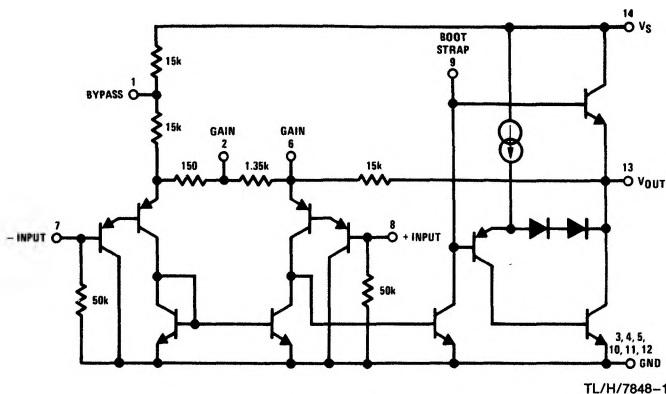 14
VS
BOOT
STRAP
9
15k
1
BYPASS
15k
GAIN
2
GAIN
6
150
1.35k
15k
13
VOUT
7
– INPUT
8
+ INPUT
50k
50k
3, 4, 5,
10, 11, 12
GND
TL/H/7848–1